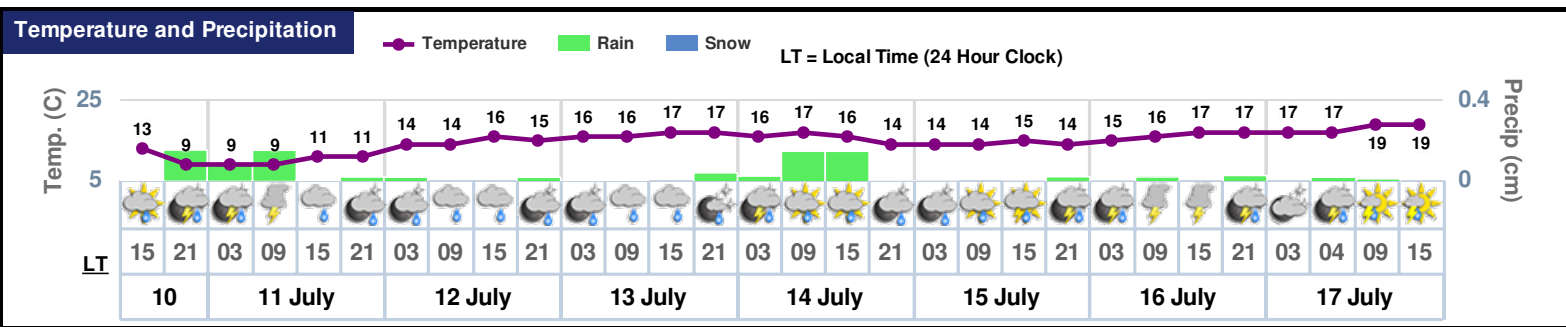 Temperature and Precipitation
Temperature Rain Snow
LT = Local Time (24 Hour Clock)
Temp. (C)
25
5
13 9 9 9 11 11 14 14 16 15 16 16 17 17 16 17 16 14 14 14 15 14 15 16 17 17 17 17 19 19
0.4
0
Precip (cm)
LT 15 21 03 09 15 21 03 09 15 21 03 09 15 21 03 09 15 21 03 09 15 21 03 09 15 21 03 04 09 15
10 11 July 12 July 13 July 14 July 15 July 16 July 17 July